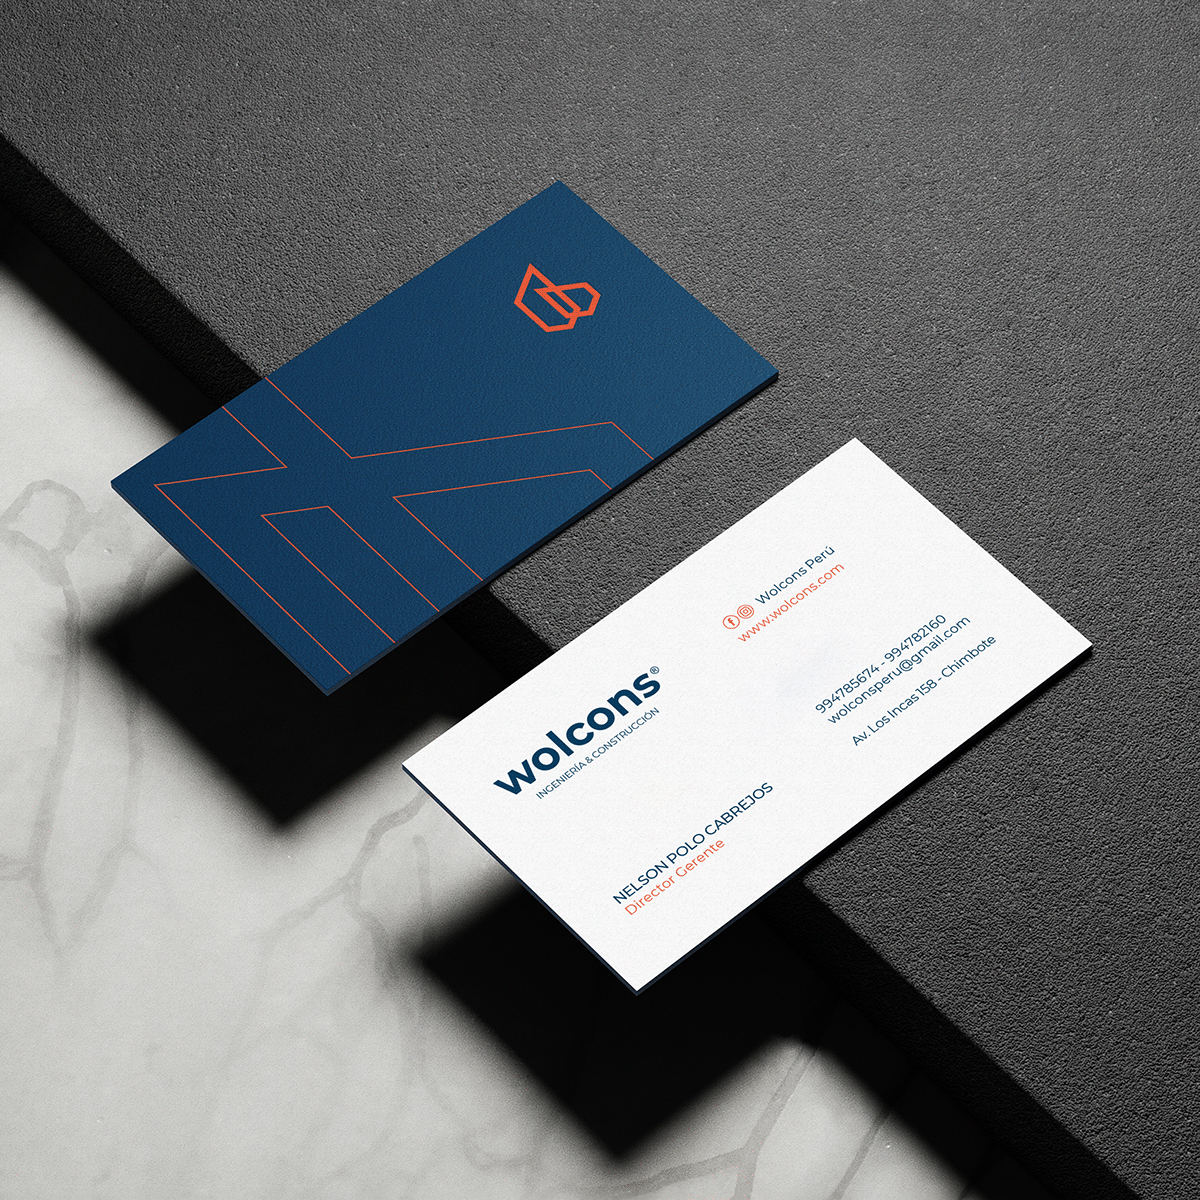 wolcons®
INGENIERÍA & CONSTRUCCIÓN
NELSON POLO CABREJOS
Director Gerente
Wolcons Perú
www.wolcons.com
994785674 - 994782160
wolconsperu@gmail.com
Av. Los Incas 158 - Chimbote